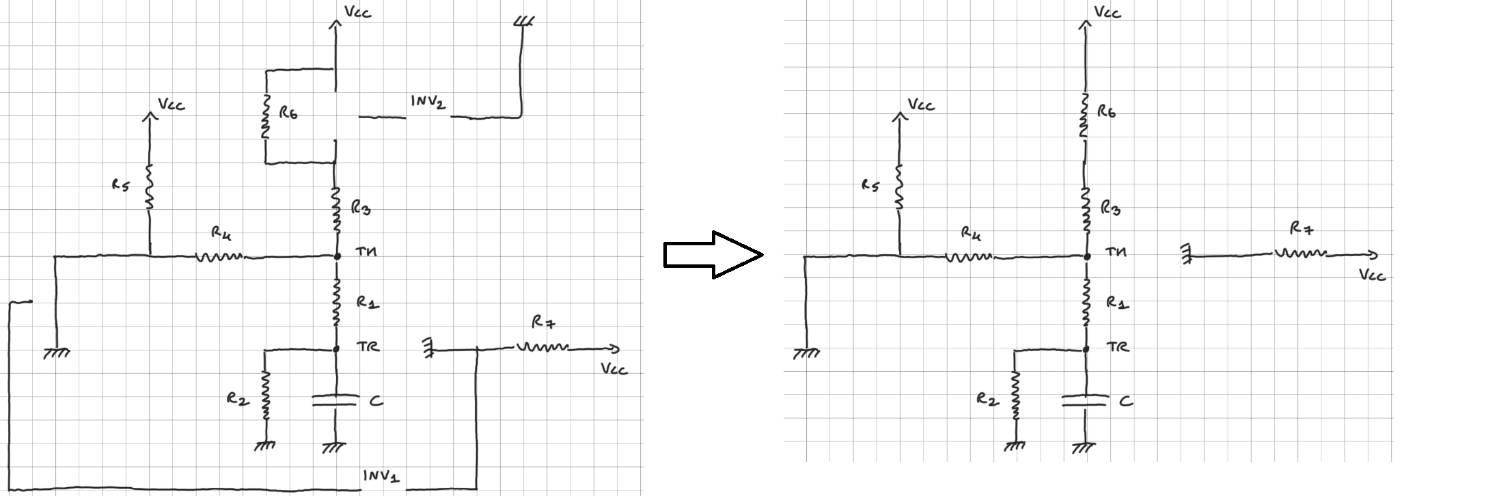 Vcc
INV2
Vcc
R6
R5
R3
R4
TH
R1
R7
TR
Vcc
R2
C
INV1
Vcc
Vcc
R6
R5
R3
R4
TH
R7
Vcc
R1
TR
R2
C